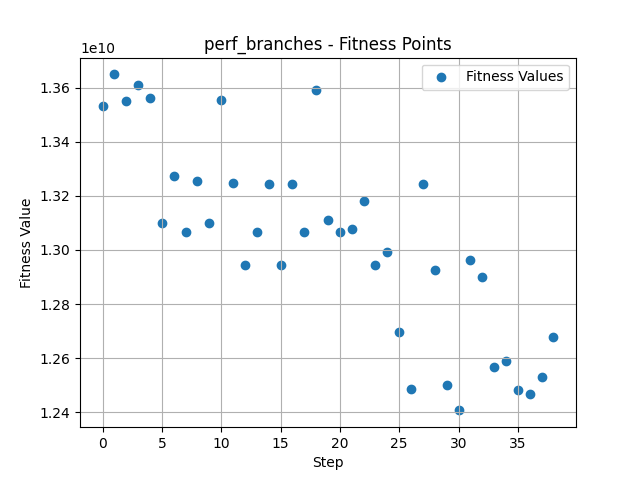 perf_branches - Fitness Points
1e10
Fitness Values
1.36
1.34
1.32
1.30
1.28
1.26
1.24
Fitness Value
0 5 10 15 20 25 30 35
Step